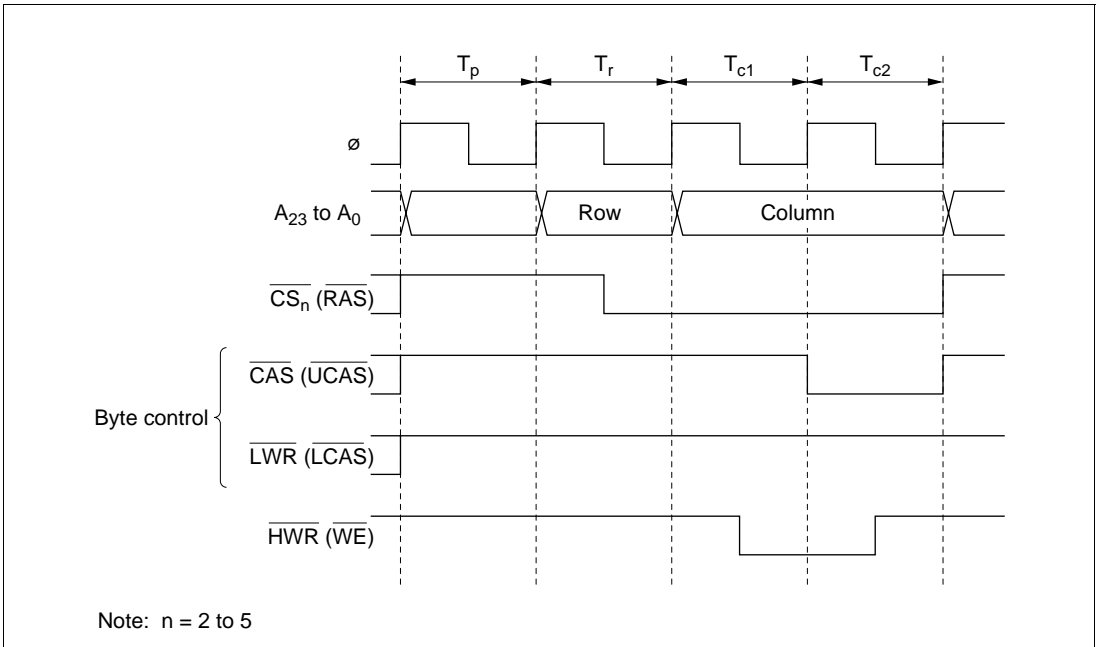 Tp Tr Tc1 Tc2
ø
A23 to A0 Row Column
CSn (RAS)
CAS (UCAS)
Byte control
LWR (LCAS)
HWR (WE)
Note: n = 2 to 5